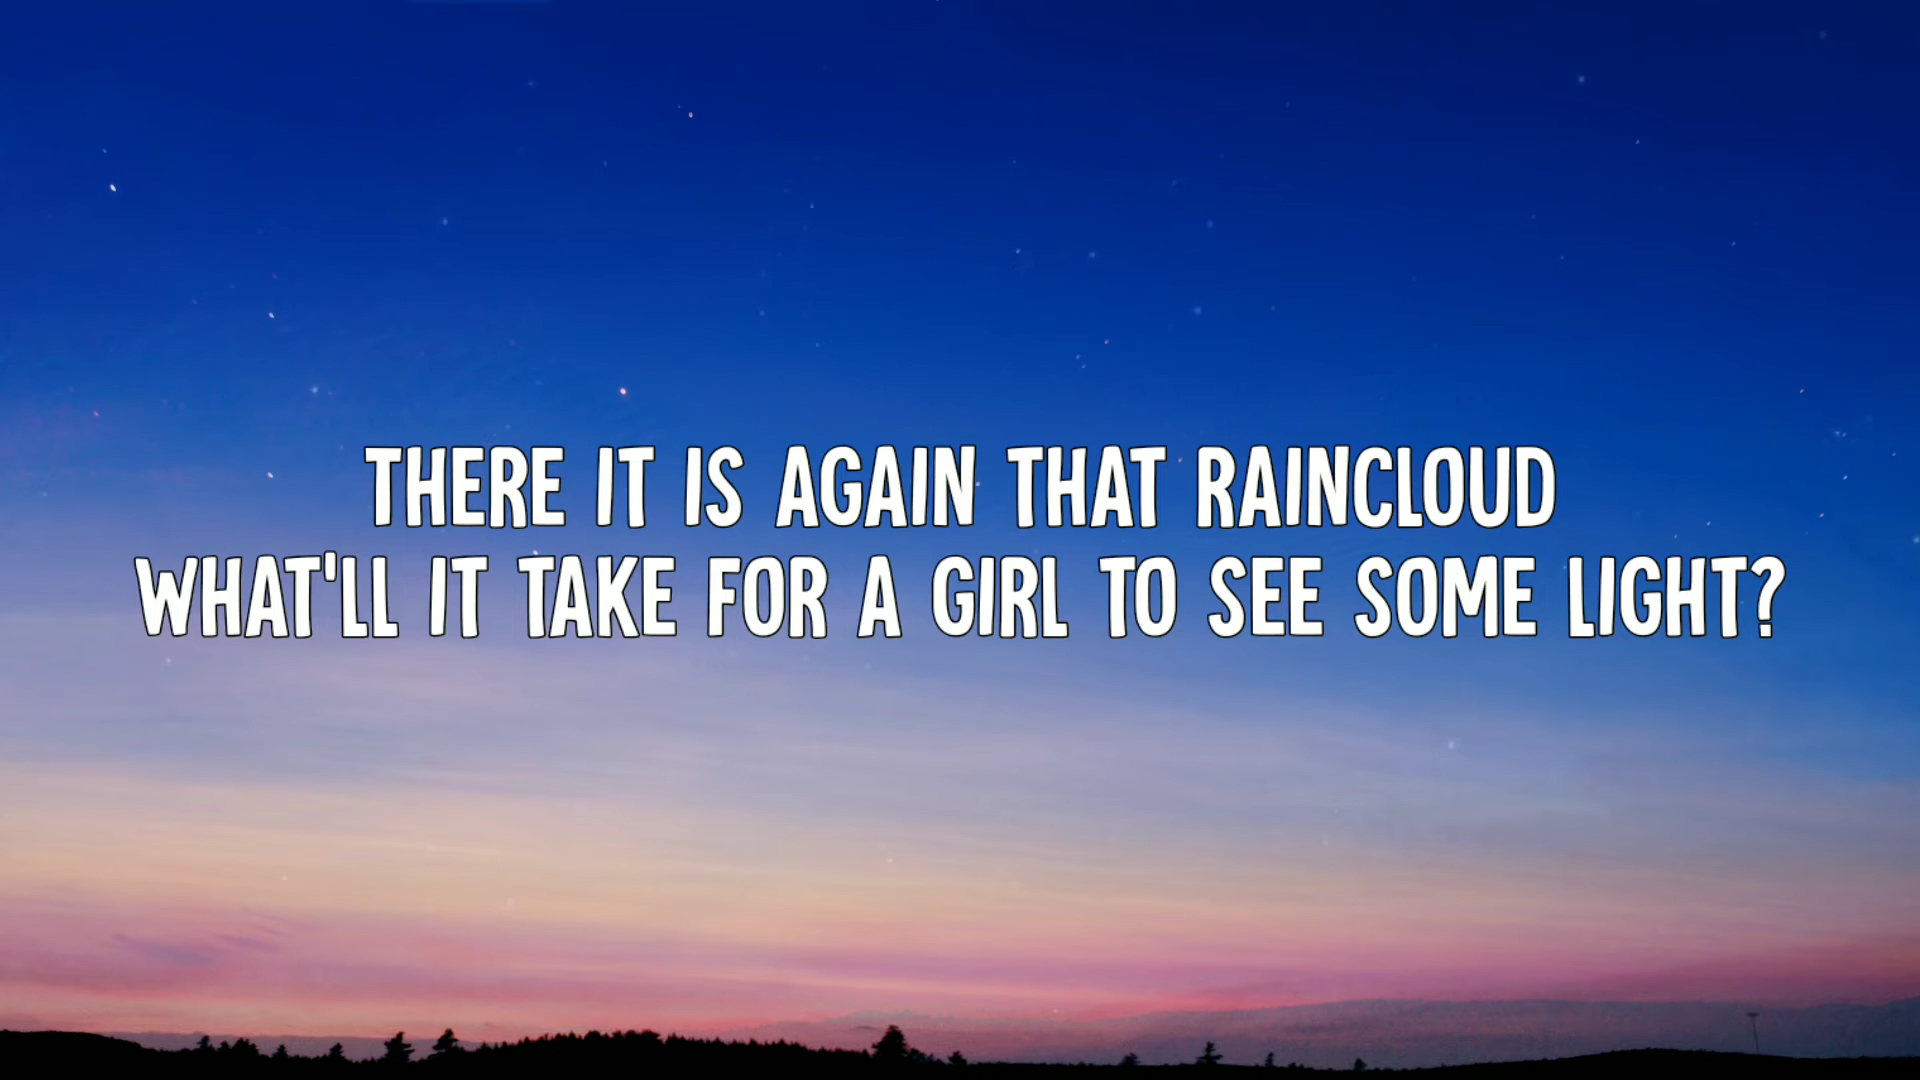 THERE IT IS AGAIN THAT RAINCLOUD
WHAT'LL IT TAKE FOR A GIRL TO SEE SOME LIGHT?